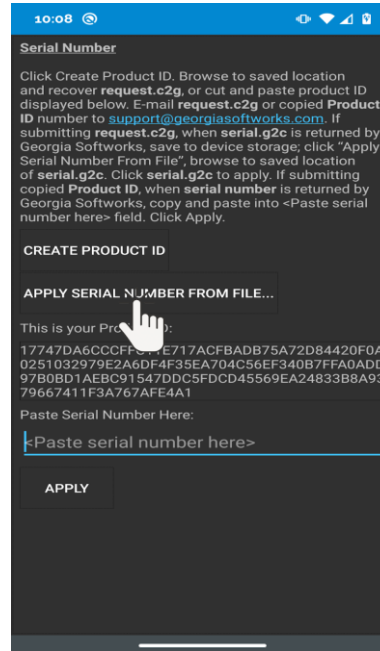 10:08
Serial Number
Click Create Product ID. Browse to saved location
and recover request.c2g, or cut and paste product ID
displayed below. E-mail request.c2g or copied Product
ID number to support@georgiasoftworks.com. If
submitting request.c2g, when serial.g2c is returned by
Georgia Softworks, save to device storage; click “Apply
Serial Number From File”, browse to saved location
of serial.g2c. Click serial.g2c to apply. If submitting
copied Product ID, when serial number is returned by
Georgia Softworks, copy and paste into <Paste serial
number here> field. Click Apply.
CREATE PRODUCT ID
APPLY SERIAL NUMBER FROM FILE...
This is your
17747DA6CCCFF E717ACFBADB75A72D84420F0A
0251032979E2A6DF4F35EA704C56EF340B7FFA0ADD
97B0BD1AEBC91547DDC5FDCD45569EA24833B8A93
79667411F3A767AFE4A1
Paste Serial Number Here:
<Paste serial number here>
APPLY